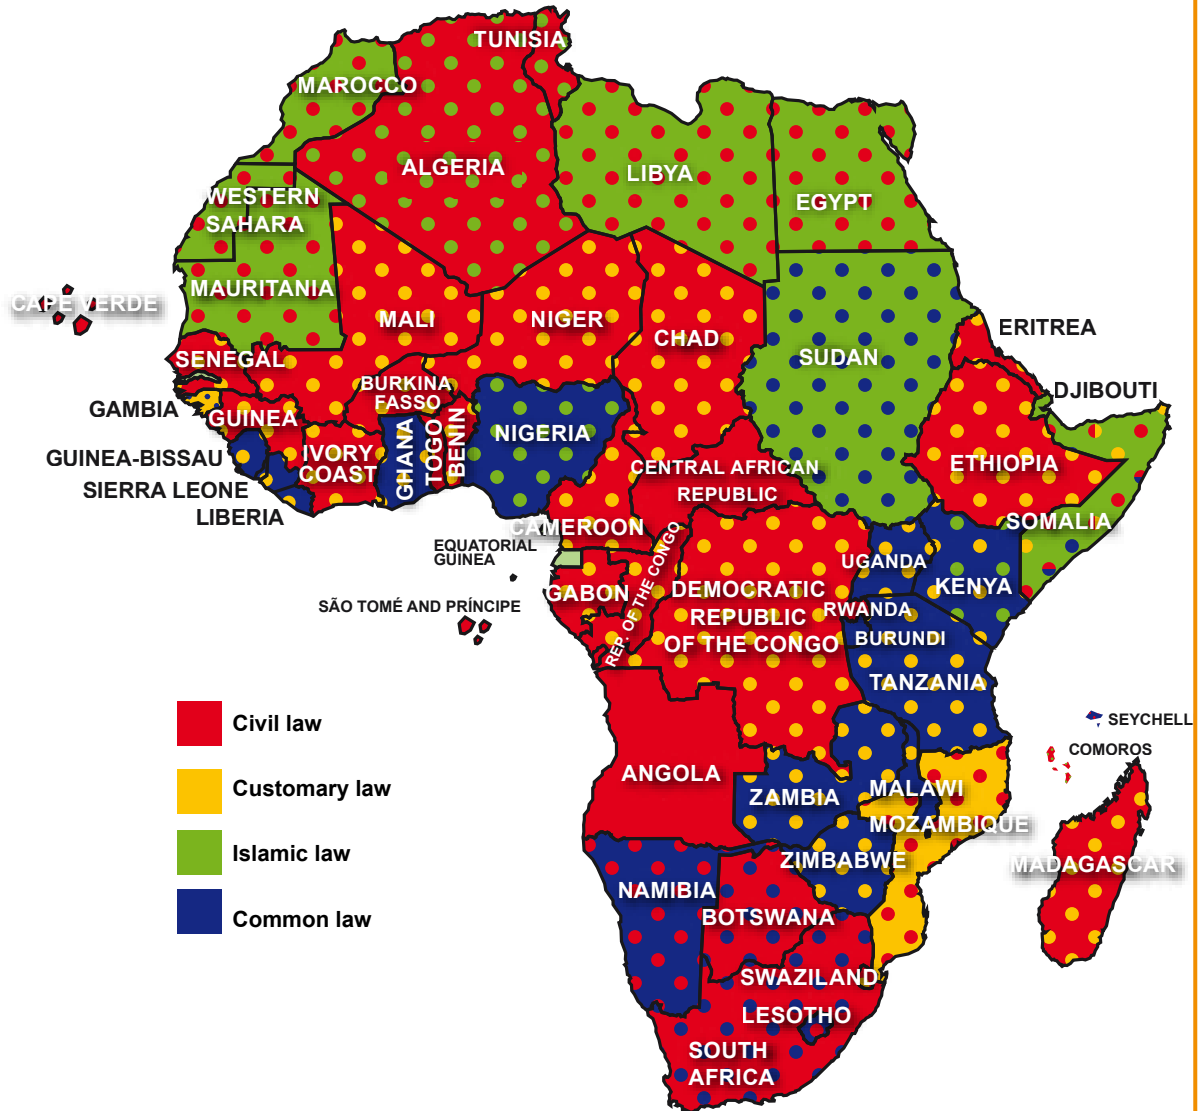 TUNISIA
MAROCCO
ALGERIA
LIBYA
EGYPT
WESTERN
SAHARA
MAURITANIA
CAPE VERDE
MALI
NIGER
CHAD
SUDAN
ERITREA
SENEGAL
BURKINA
FASSO
DJIBOUTI
GAMBIA
GUINEA
GHANA
TOGO
BENIN
NIGERIA
IVORY
COAST
GUINEA-BISSAU
SIERRA LEONE
LIBERIA
CENTRAL AFRICAN
REPUBLIC
ETHIOPIA
SOMALIA
CAMEROON
EQUATORIAL
GUINEA
GABON
REP. OF THE CONGO
DEMOCRATIC
REPUBLIC
OF THE CONGO
UGANDA
KENYA
RWANDA
BURUNDI
TANZANIA
SÃO TOMÉ AND PRÍNCIPE
SEYCHELL
COMOROS
ANGOLA
ZAMBIA
MALAWI
MOZAMBIQUE
ZIMBABWE
MADAGASCAR
NAMIBIA
BOTSWANA
SWAZILAND
LESOTHO
SOUTH
AFRICA
Civil law
Customary law
Islamic law
Common law